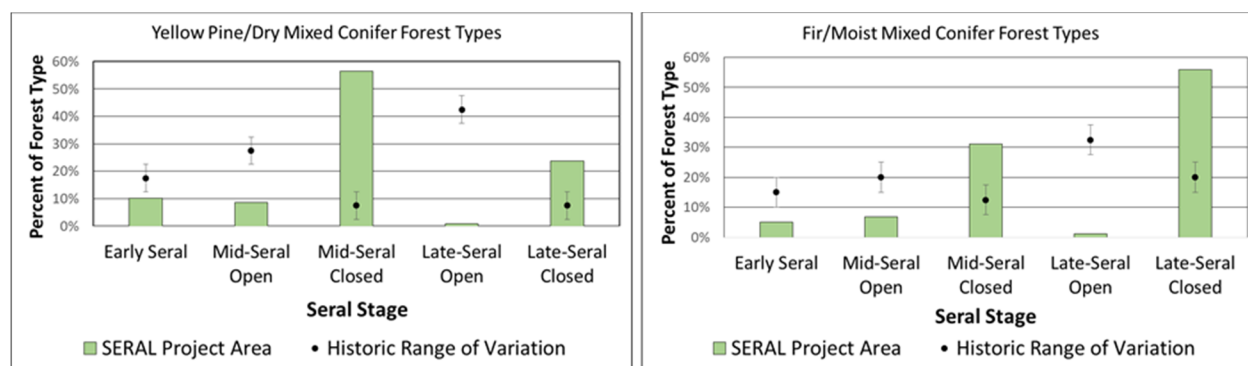 Yellow Pine/Dry Mixed Conifer Forest Types
Percent of Forest Type
60%
50%
40%
30%
20%
10%
0%
Early Seral
Mid-Seral
Open
Mid-Seral
Closed
Late-Seral
Open
Late-Seral
Closed
Seral Stage
SERAL Project Area
Historic Range of Variation
Fir/Moist Mixed Conifer Forest Types
Percent of Forest Type
60%
50%
40%
30%
20%
10%
0%
Early Seral
Mid-Seral
Open
Mid-Seral
Closed
Late-Seral
Open
Late-Seral
Closed
Seral Stage
SERAL Project Area
Historic Range of Variation